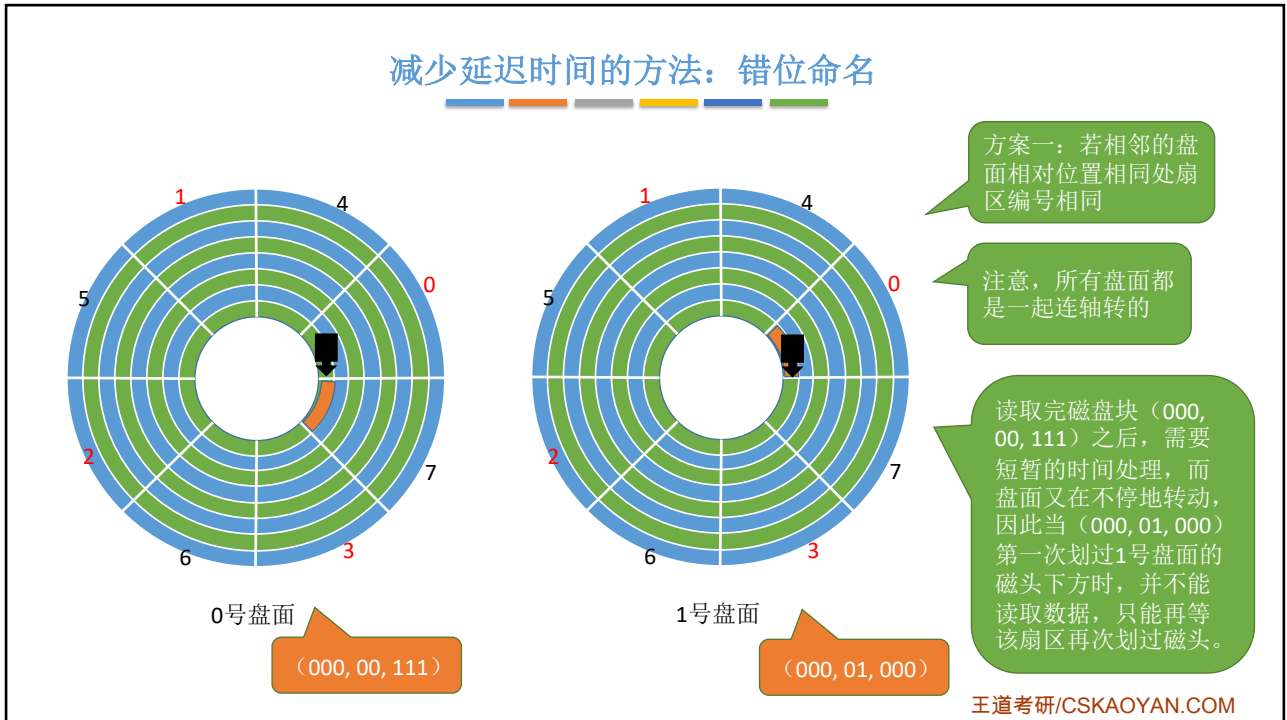 减少延迟时间的方法：错位命名
1
4
5
0
2
7
6
3
0号盘面
（000, 00, 111）
1
4
5
0
2
7
6
3
1号盘面
（000, 01, 000）
方案一：若相邻的盘
面相对位置相同处扇
区编号相同
注意，所有盘面都
是一起连轴转的
读取完磁盘块（000,
00, 111）之后，需要
短暂的时间处理，而
盘面又在不停地转动，
因此当（000, 01, 000）
第一次划过1号盘面的
磁头下方时，并不能
读取数据，只能再等
该扇区再次划过磁头。
王道考研/CSKAOYAN.COM